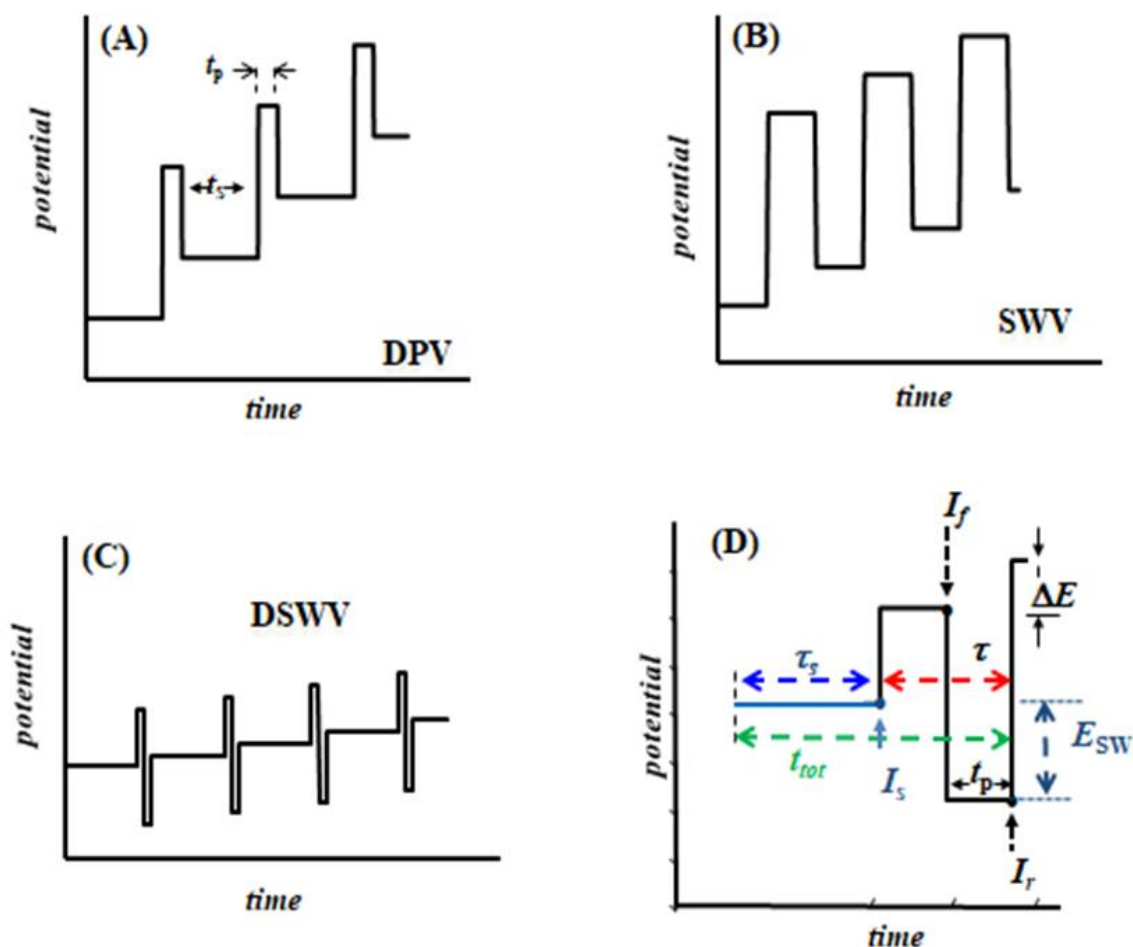 (A)
tp
ts
potential
DPV
time
(B)
potential
SWV
time
(C)
DSWV
potential
time
(D)
If
ΔE
τs
τ
ESW
ttot
tp
Is
Ir
potential
time